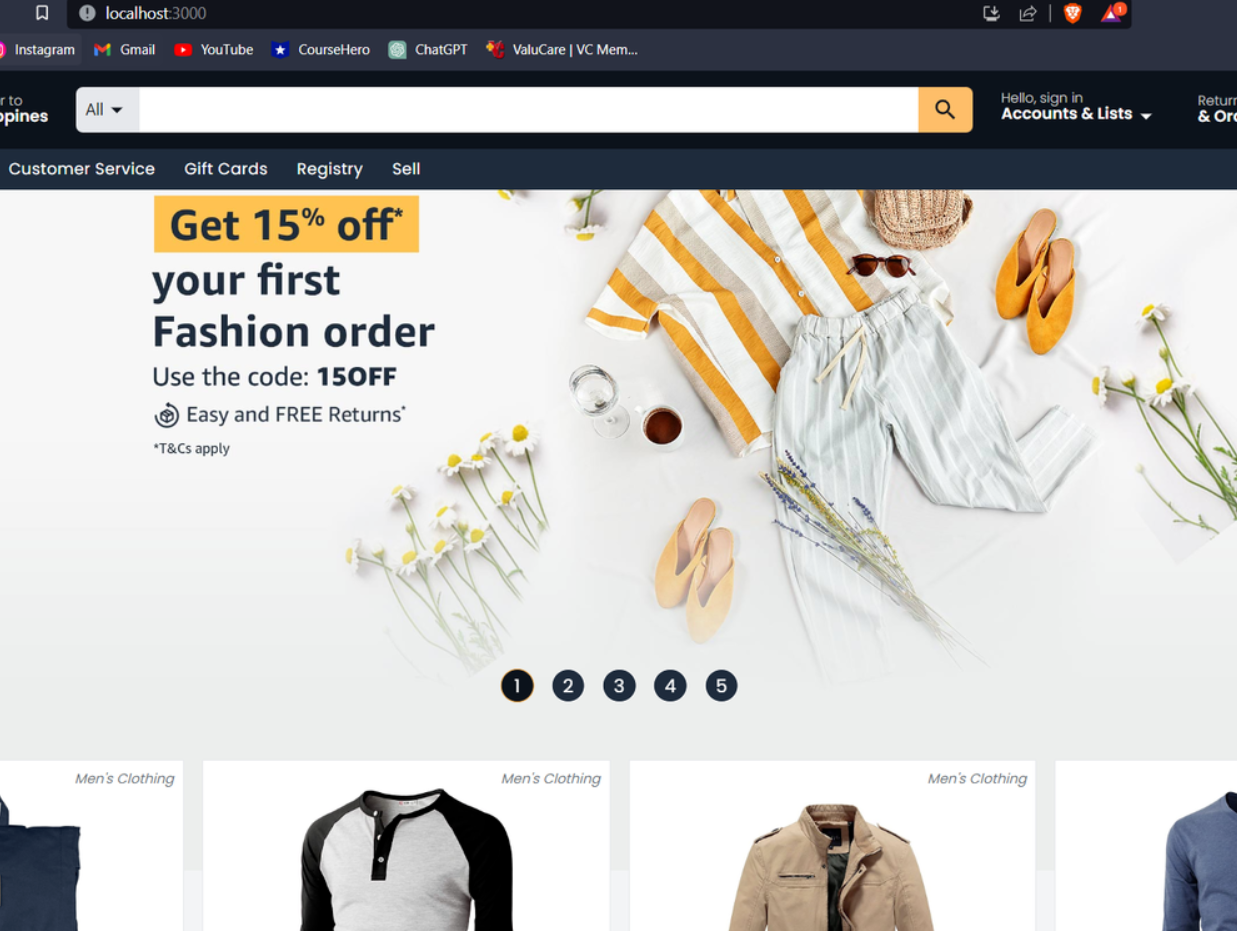 localhost:3000
1
Instagram
Gmail
YouTube
CourseHero
ChatGPT
ValuCare | VC Mem...
r to
ppines
All
Hello, sign in
Accounts & Lists
Return
& Ord
Customer Service
Gift Cards
Registry
Sell
Get 15% off*
your first
Fashion order
Use the code: 15OFF
Easy and FREE Returns*
*T&Cs apply
1
2
3
4
5
Men's Clothing
Men's Clothing
Men's Clothing